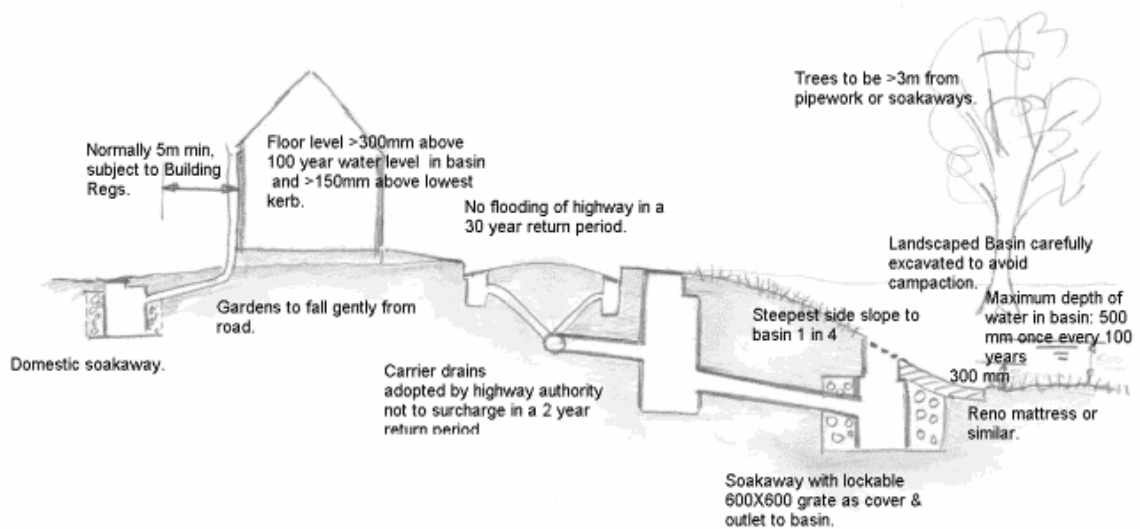 Trees to be >3m from
pipework or soakaways.
Normally 5m min,
subject to Building
Regs.
Floor level >300mm above
100 year water level in basin
and >150mm above lowest
kerb.
No flooding of highway in a
30 year return period.
Landscaped Basin carefully
excavated to avoid
campaction.
Maximum depth of
water in basin: 500
mm once every 100
years
300 mm
Gardens to fall gently from
road.
Steepest side slope to
basin 1 in 4
Domestic soakaway.
Carrier drains
adopted by highway authority
not to surcharge in a 2 year
return period
Reno mattress or
similar.
Soakaway with lockable
600X600 grate as cover &
outlet to basin.